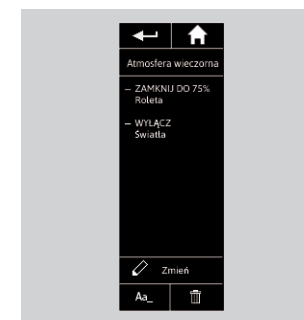 Atmosfera wieczorna
– ZAMKNIJ DO 75%
Roleta
– WYŁĄCZ
Światła
Zmień
Aa_